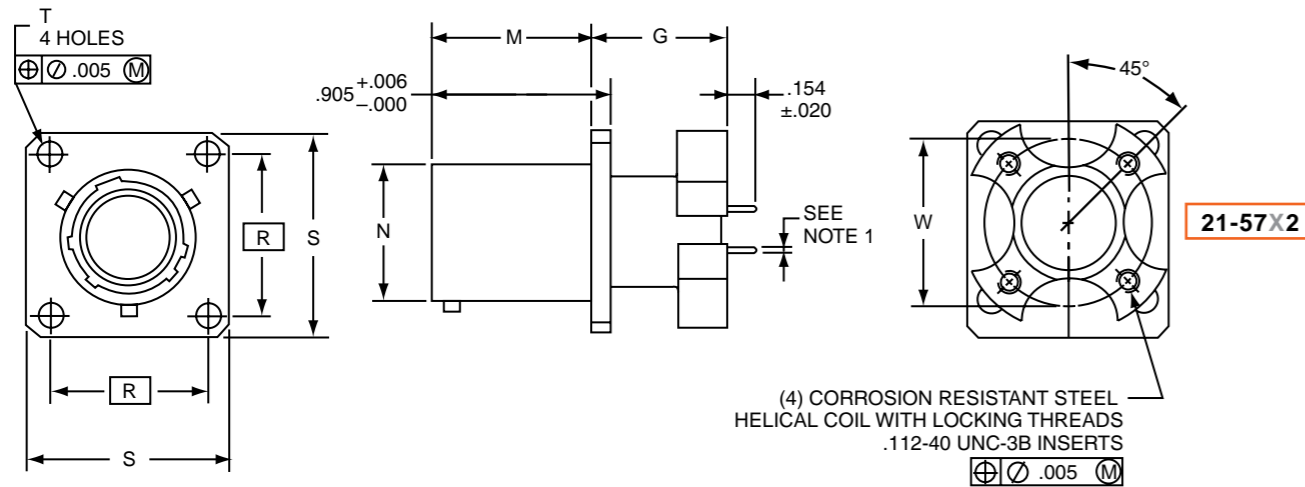 T
4 HOLES
⌖ ⌀ .005 Ⓜ
M
G
.905 +.006 −.000
.154
±.020
45°
R
S
N
SEE
NOTE 1
W
21-57X2
R
S
(4) CORROSION RESISTANT STEEL
HELICAL COIL WITH LOCKING THREADS
.112-40 UNC-3B INSERTS
⌖ ⌀ .005 Ⓜ